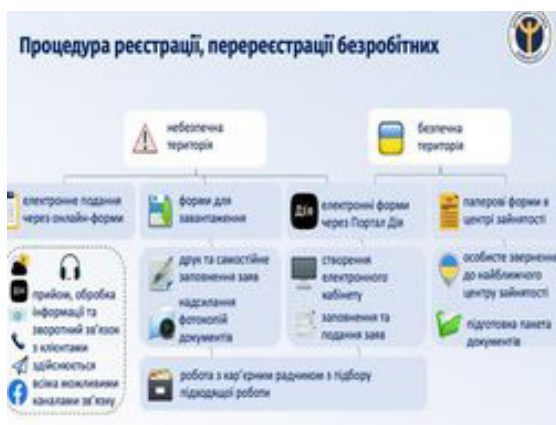 Процедура реєстрації, перереєстрації безробітних
небезпечна
територія
безпечна
територія
електронне подання
через онлайн-форми
форми для
завантаження
Дія
електронні форми
через Портал Дія
паперові форми в
центрі зайнятості
Дія
прийом, обробка
інформації та
зворотний зв'язок
з клієнтами
здійснюється
всіма можливими
каналами зв'язку
друк та самостійне
заповнення заяв
надсилання
фотокопій
документів
створення
електронного
кабінету
заповнення та
подання заяв
особисте звернення
до найближчого
центру зайнятості
підготовка пакета
документів
робота з кар'єрним радником з підбору
підходящої роботи